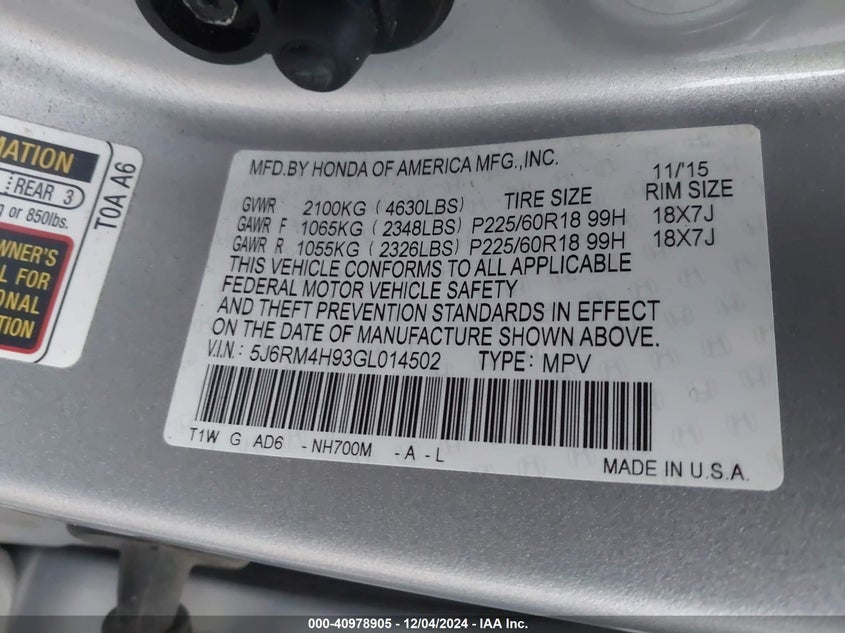 MATION
REAR 3
or 850lbs.
OWNER'S
FOR
TION
T0A A6
MFD.BY HONDA OF AMERICA MFG.,INC. 11/'15
GVWR 2100KG (4630LBS) TIRE SIZE RIM SIZE
GAWR F 1065KG (2348LBS) P225/60R18 99H 18X7J
GAWR R 1055KG (2326LBS) P225/60R18 99H 18X7J
THIS VEHICLE CONFORMS TO ALL APPLICABLE
FEDERAL MOTOR VEHICLE SAFETY
AND THEFT PREVENTION STANDARDS IN EFFECT
ON THE DATE OF MANUFACTURE SHOWN ABOVE.
V.I.N.: 5J6RM4H93GL014502 TYPE: MPV
T1W G AD6 -NH700M -A-L
MADE IN U.S.A.
000-40978905 - 12/04/2024 - IAA Inc.